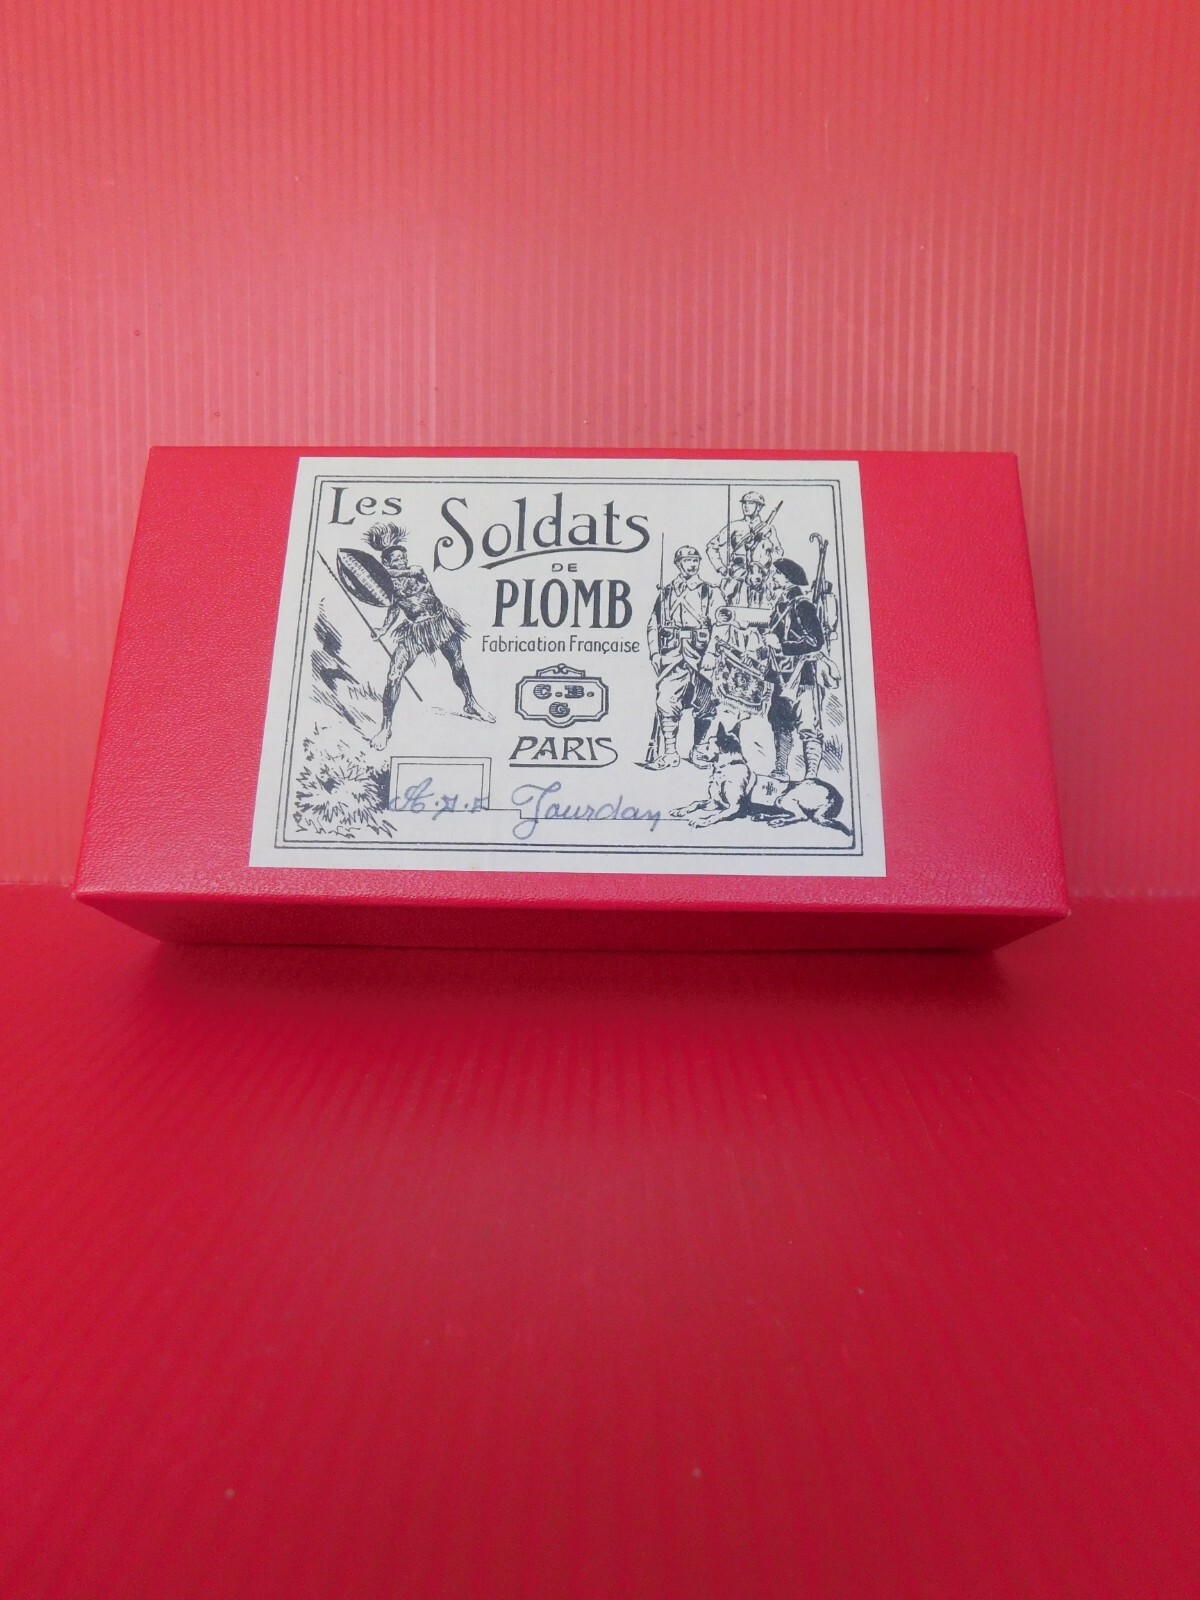 Les Soldats
DE
PLOMB
Fabrication Française
C.B.
G
PARIS
Jourdan